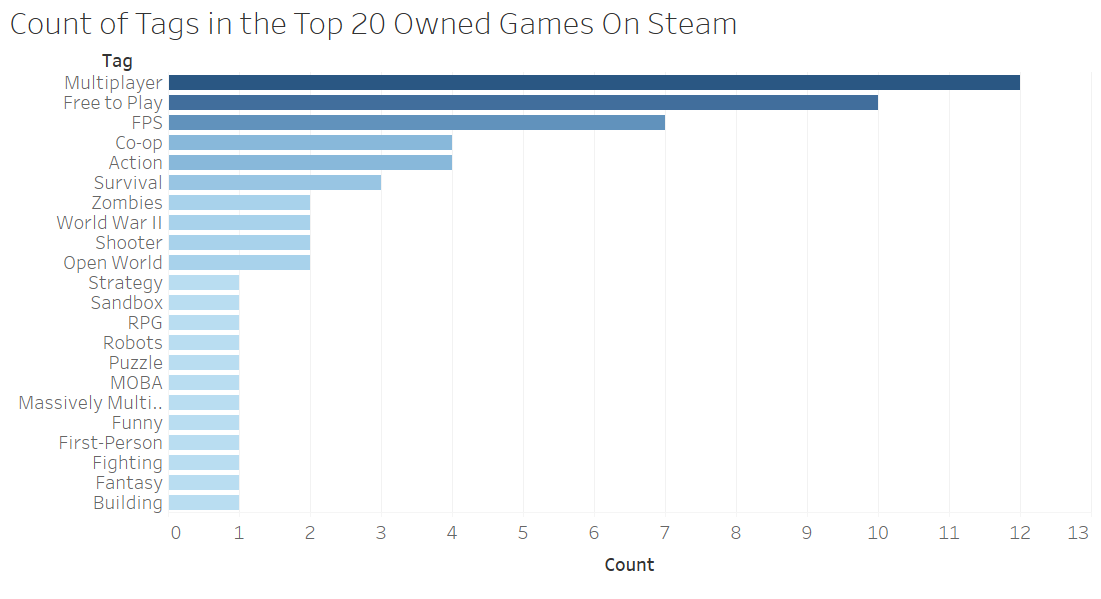 Count of Tags in the Top 20 Owned Games On Steam
Tag
Multiplayer
Free to Play
FPS
Co-op
Action
Survival
Zombies
World War II
Shooter
Open World
Strategy
Sandbox
RPG
Robots
Puzzle
MOBA
Massively Multi..
Funny
First-Person
Fighting
Fantasy
Building
0 1 2 3 4 5 6 7 8 9 10 11 12 13
Count